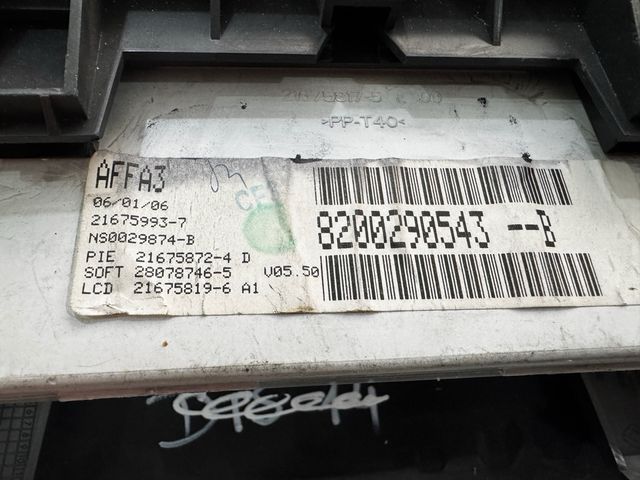 >PP-T40<
AFFA3
06/01/06
21675993-7
NS0029874-B
PIE 21675872-4 D
SOFT 28078746-5 V05.50
LCD 21675819-6 A1
8200290543 --B